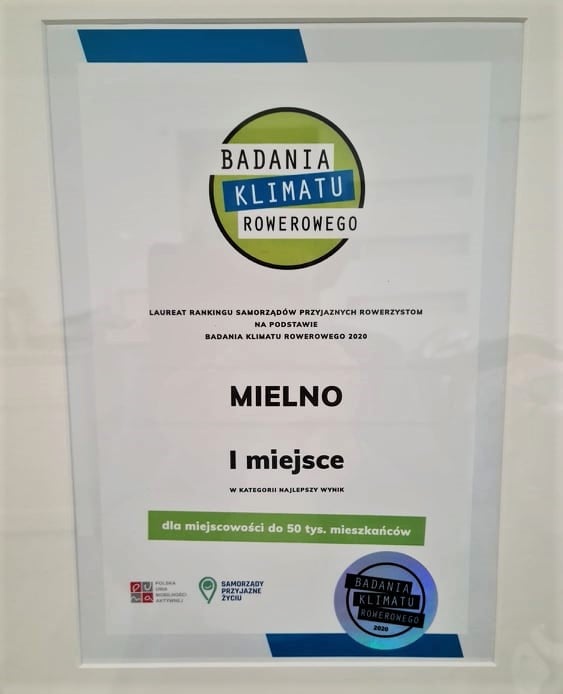 BADANIA
KLIMATU
ROWEROWEGO
LAUREAT RANKINGU SAMORZĄDÓW PRZYJAZNYCH ROWERZYSTOM
NA PODSTAWIE
BADANIA KLIMATU ROWEROWEGO 2020
MIELNO
I miejsce
W KATEGORII NAJLEPSZY WYNIK
dla miejscowości do 50 tys. mieszkańców
POLSKA
UNIA
MOBILNOŚCI
AKTYWNEJ
SAMORZĄDY
PRZYJAZNE
ŻYCIU
BADANIA
KLIMATU
ROWEROWEGO
2020